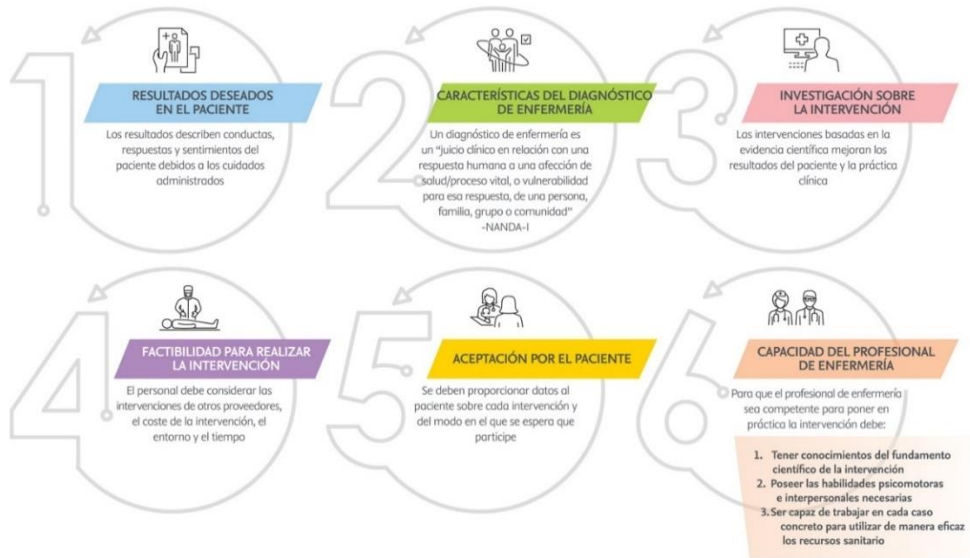 1
RESULTADOS DESEADOS
EN EL PACIENTE
Los resultados describen conductas,
respuestas y sentimientos del
paciente debidos a los cuidados
administrados
2
CARACTERÍSTICAS DEL DIAGNÓSTICO
DE ENFERMERÍA
Un diagnóstico de enfermería es
un “juicio clínico en relación con una
respuesta humana a una afección de
salud/proceso vital, o vulnerabilidad
para esa respuesta, de una persona,
familia, grupo o comunidad”
-NANDA-I
3
INVESTIGACIÓN SOBRE
LA INTERVENCIÓN
Las intervenciones basadas en la
evidencia científica mejoran los
resultados del paciente y la práctica
clínica
4
FACTIBILIDAD PARA REALIZAR
LA INTERVENCIÓN
El personal debe considerar las
intervenciones de otros proveedores,
el coste de la intervención, el
entorno y el tiempo
5
ACEPTACIÓN POR EL PACIENTE
Se deben proporcionar datos al
paciente sobre cada intervención y
del modo en el que se espera que
participe
6
CAPACIDAD DEL PROFESIONAL
DE ENFERMERÍA
Para que el profesional de enfermería
sea competente para poner en
práctica la intervención debe:
1. Tener conocimientos del fundamento
científico de la intervención
2. Poseer las habilidades psicomotoras
e interpersonales necesarias
3. Ser capaz de trabajar en cada caso
concreto para utilizar de manera eficaz
los recursos sanitario